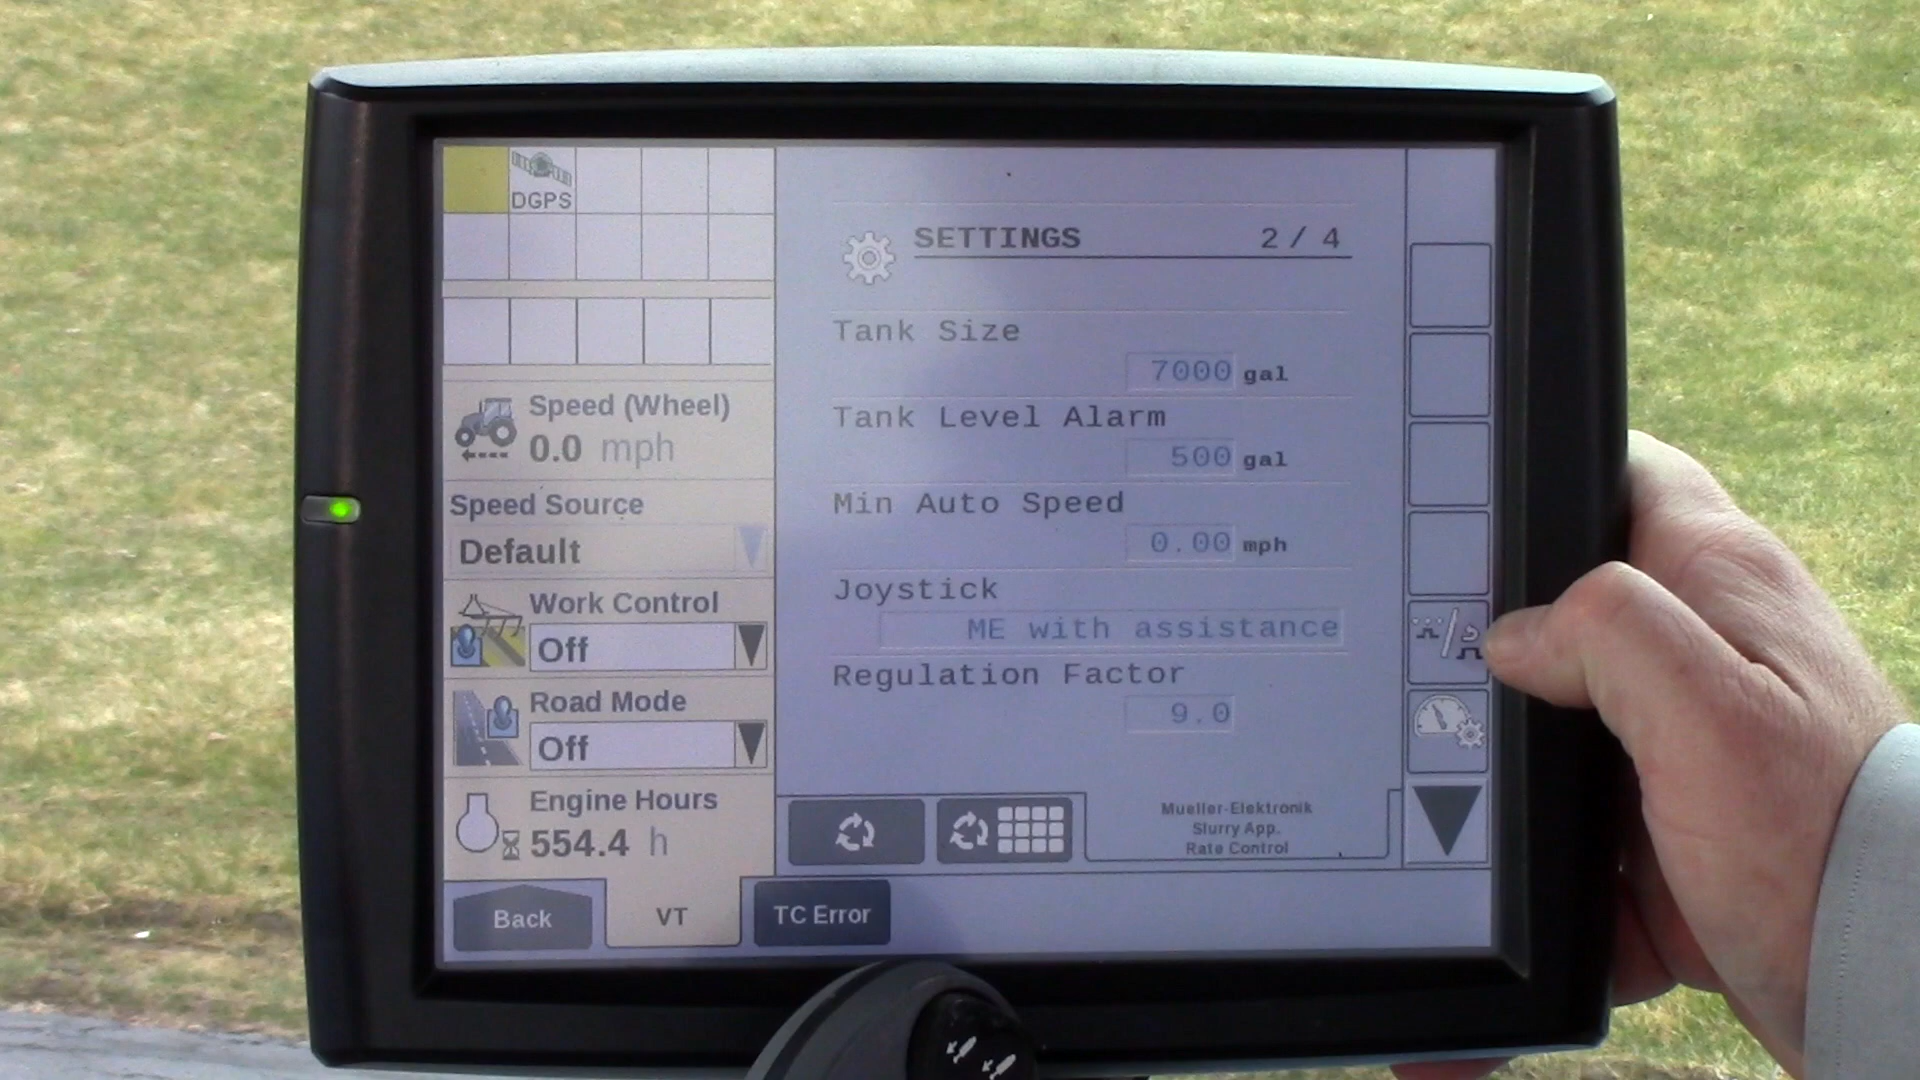 DGPS
Speed (Wheel)
0.0 mph
Speed Source
Default
Work Control
Off
Road Mode
Off
Engine Hours
554.4 h
SETTINGS 2 / 4
Tank Size
7000 gal
Tank Level Alarm
500 gal
Min Auto Speed
0.00 mph
Joystick
ME with assistance
Regulation Factor
9.0
Mueller-Elektronik
Slurry App.
Rate Control
Back VT TC Error